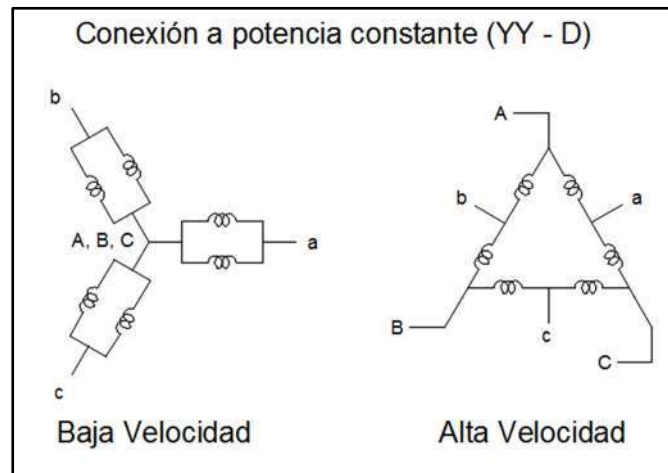 Conexión a potencia constante (YY - D)
b
A, B, C
a
c
Baja Velocidad
A
b
a
B
c
C
Alta Velocidad